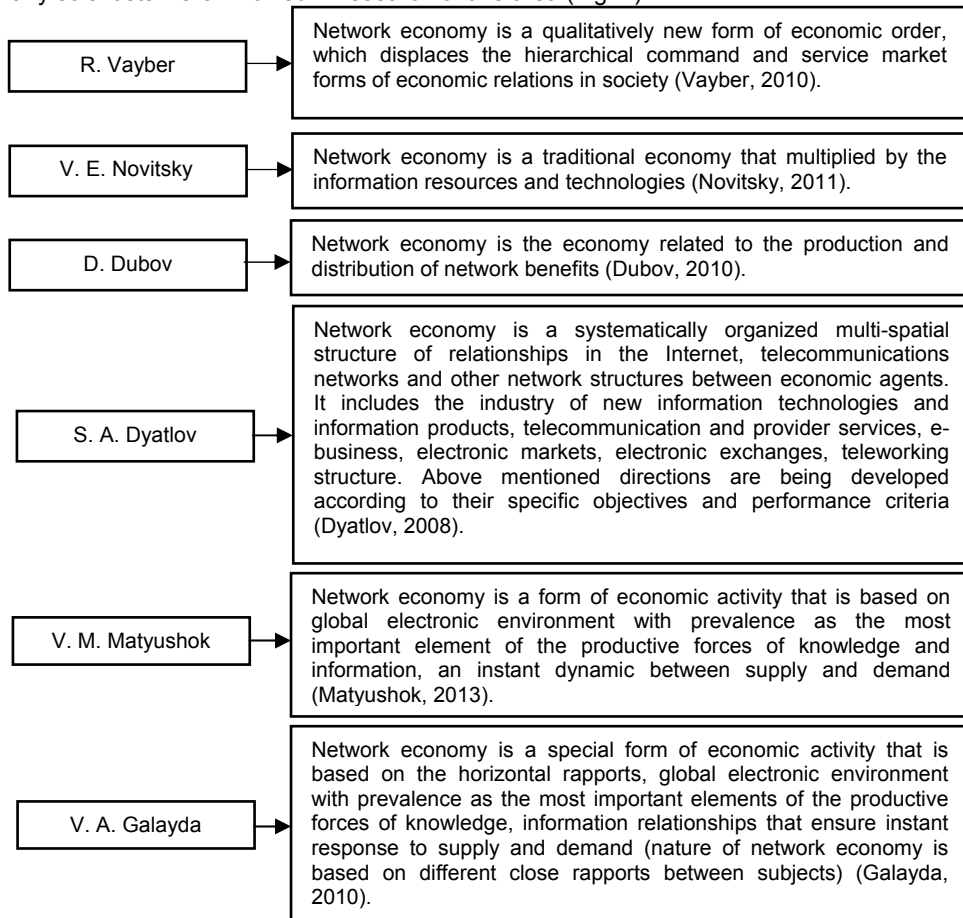 R. Vayber
Network economy is a qualitatively new form of economic order,
which displaces the hierarchical command and service market
forms of economic relations in society (Vayber, 2010).
V. E. Novitsky
Network economy is a traditional economy that multiplied by the
information resources and technologies (Novitsky, 2011).
D. Dubov
Network economy is the economy related to the production and
distribution of network benefits (Dubov, 2010).
S. A. Dyatlov
Network economy is a systematically organized multi-spatial
structure of relationships in the Internet, telecommunications
networks and other network structures between economic agents.
It includes the industry of new information technologies and
information products, telecommunication and provider services, e-
business, electronic markets, electronic exchanges, teleworking
structure. Above mentioned directions are being developed
according to their specific objectives and performance criteria
(Dyatlov, 2008).
V. M. Matyushok
Network economy is a form of economic activity that is based on
global electronic environment with prevalence as the most
important element of the productive forces of knowledge and
information, an instant dynamic between supply and demand
(Matyushok, 2013).
V. A. Galayda
Network economy is a special form of economic activity that is
based on the horizontal rapports, global electronic environment
with prevalence as the most important elements of the productive
forces of knowledge, information relationships that ensure instant
response to supply and demand (nature of network economy is
based on different close rapports between subjects) (Galayda,
2010).